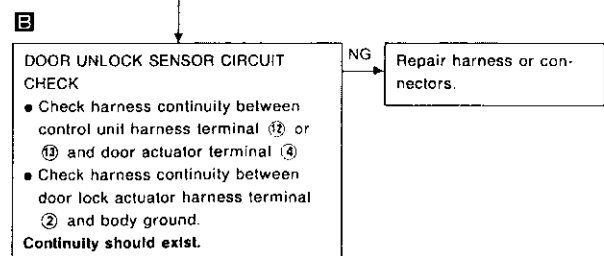 B
DOOR UNLOCK SENSOR CIRCUIT
CHECK
● Check harness continuity between
control unit harness terminal ⑫ or
⑬ and door actuator terminal ④
● Check harness continuity between
door lock actuator harness terminal
② and body ground.
Continuity should exist.
NG
Repair harness or con-
nectors.